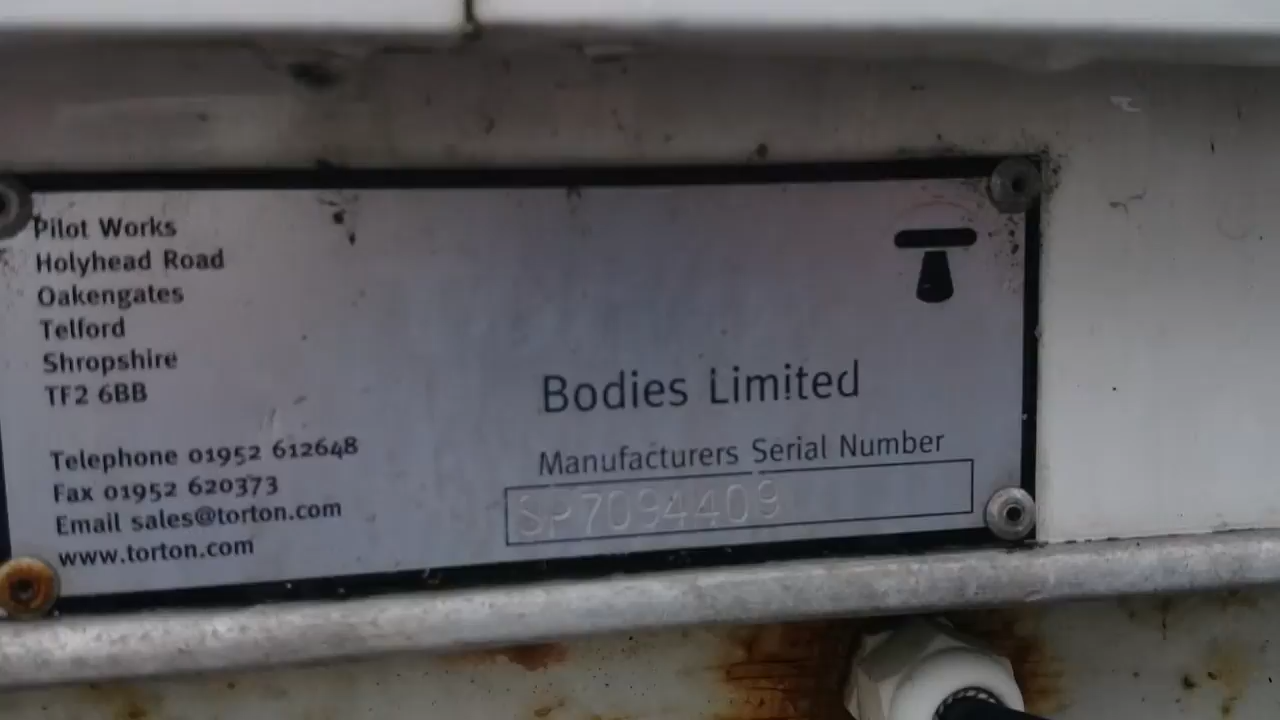 Pilot Works
Holyhead Road
Oakengates
Telford
Shropshire
TF2 6BB
Telephone 01952 612648
Fax 01952 620373
Email sales@torton.com
www.torton.com
Bodies Limited
Manufacturers Serial Number
SP7094409